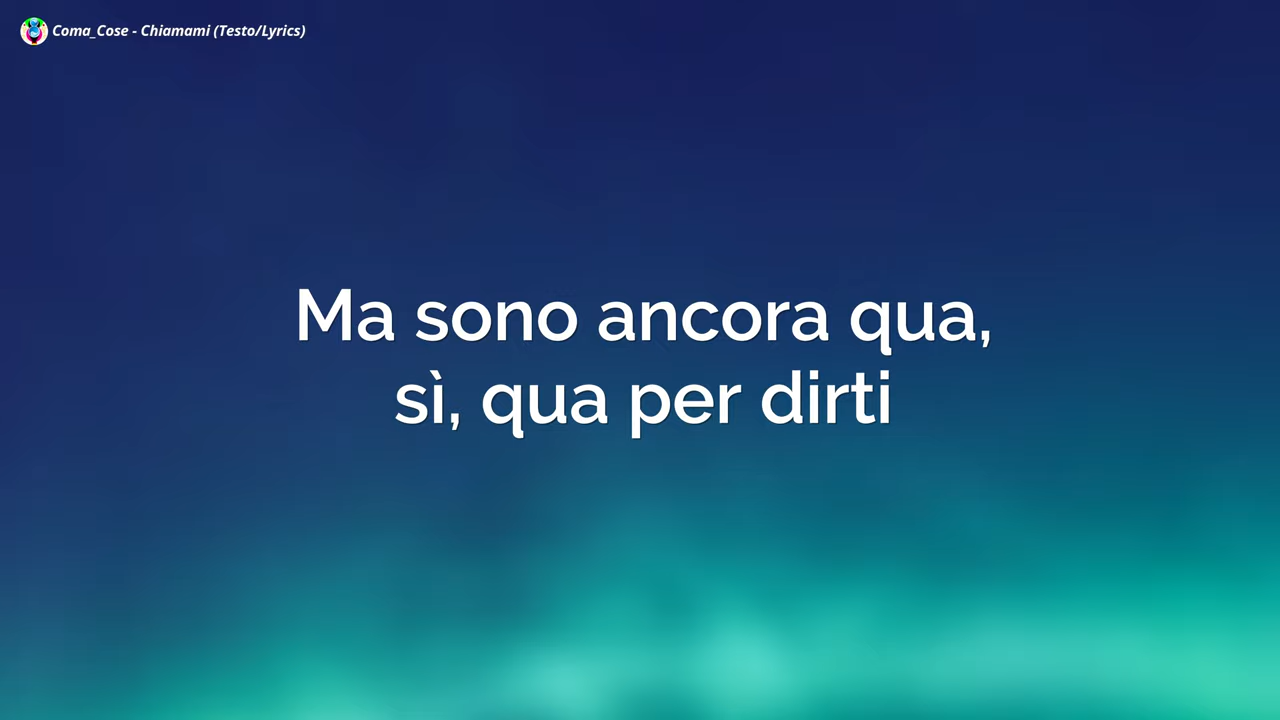 Coma_Cose - Chiamami (Testo/Lyrics)
Ma sono ancora qua,
sì, qua per dirti